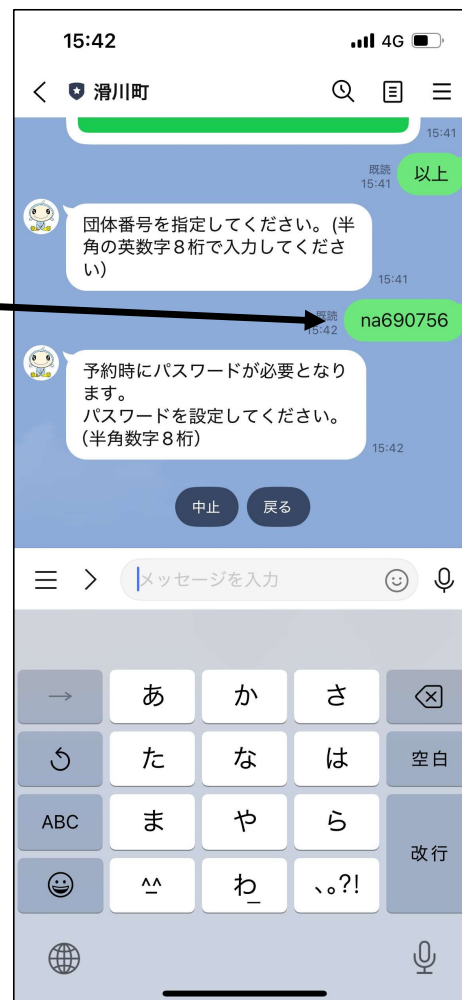 15:42
4G
滑川町
15:41
既読
15:41
以上
団体番号を指定してください。(半
角の英数字８桁で入力してくださ
い)
15:41
既読
15:42
na690756
予約時にパスワードが必要となり
ます。
パスワードを設定してください。
(半角数字８桁)
15:42
中止
戻る
メッセージを入力
→
あ
か
さ
た
な
は
空白
ABC
ま
や
ら
改行
^^
わ
、。?!